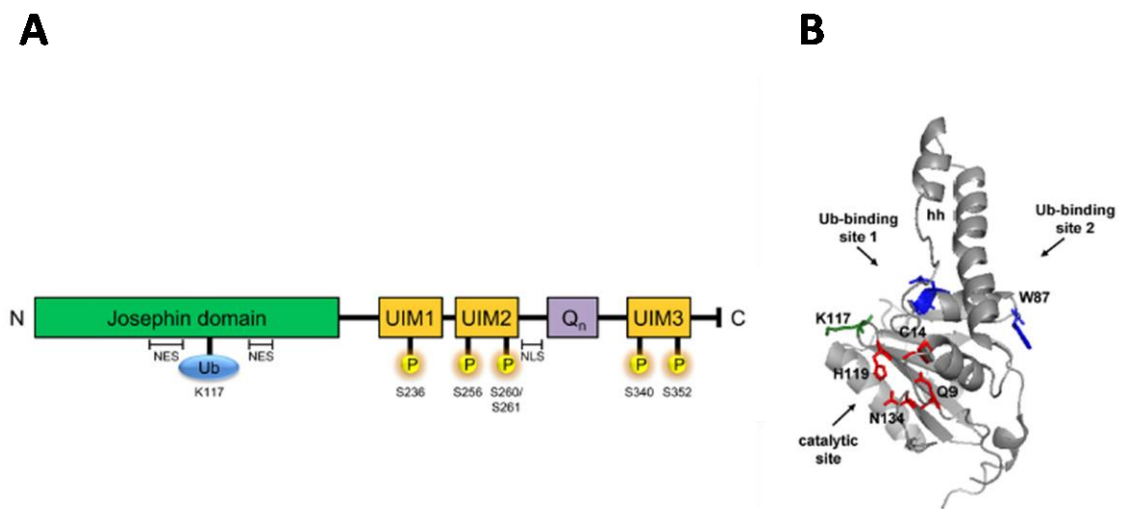 A
B
N
Josephin domain
UIM1
UIM2
Qn
UIM3
C
NES
NES
NLS
Ub
K117
P
P
P
P
P
S236
S256
S260/
S261
S340
S352
hh
Ub-binding
site 1
Ub-binding
site 2
W87
K117
C14
H119
Q9
N134
catalytic
site